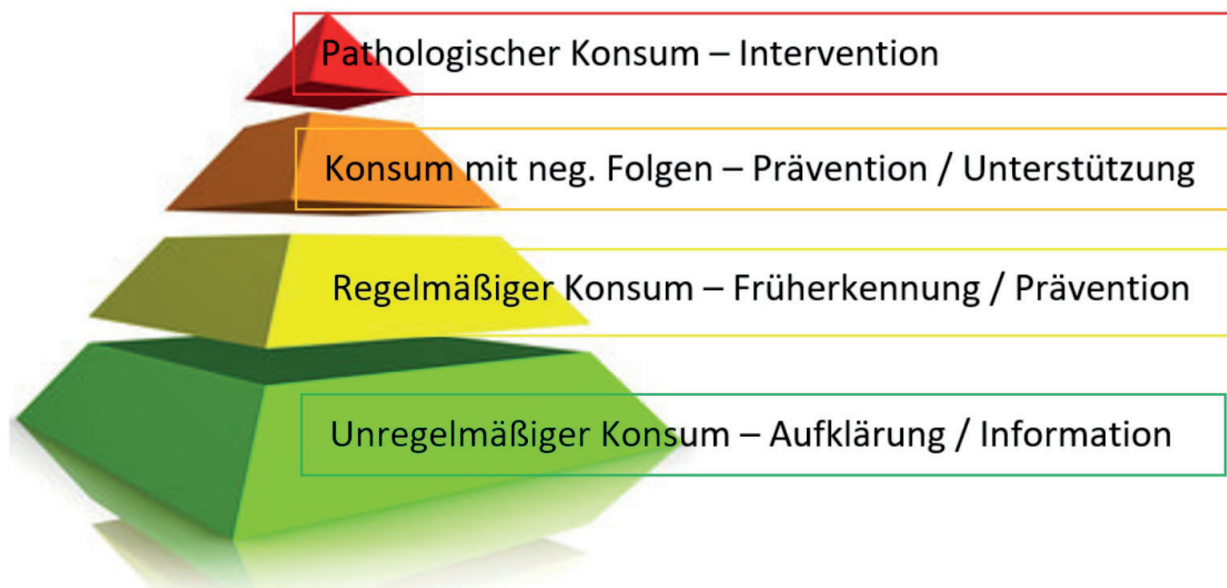 Pathologischer Konsum – Intervention
Konsum mit neg. Folgen – Prävention / Unterstützung
Regelmäßiger Konsum – Früherkennung / Prävention
Unregelmäßiger Konsum – Aufklärung / Information